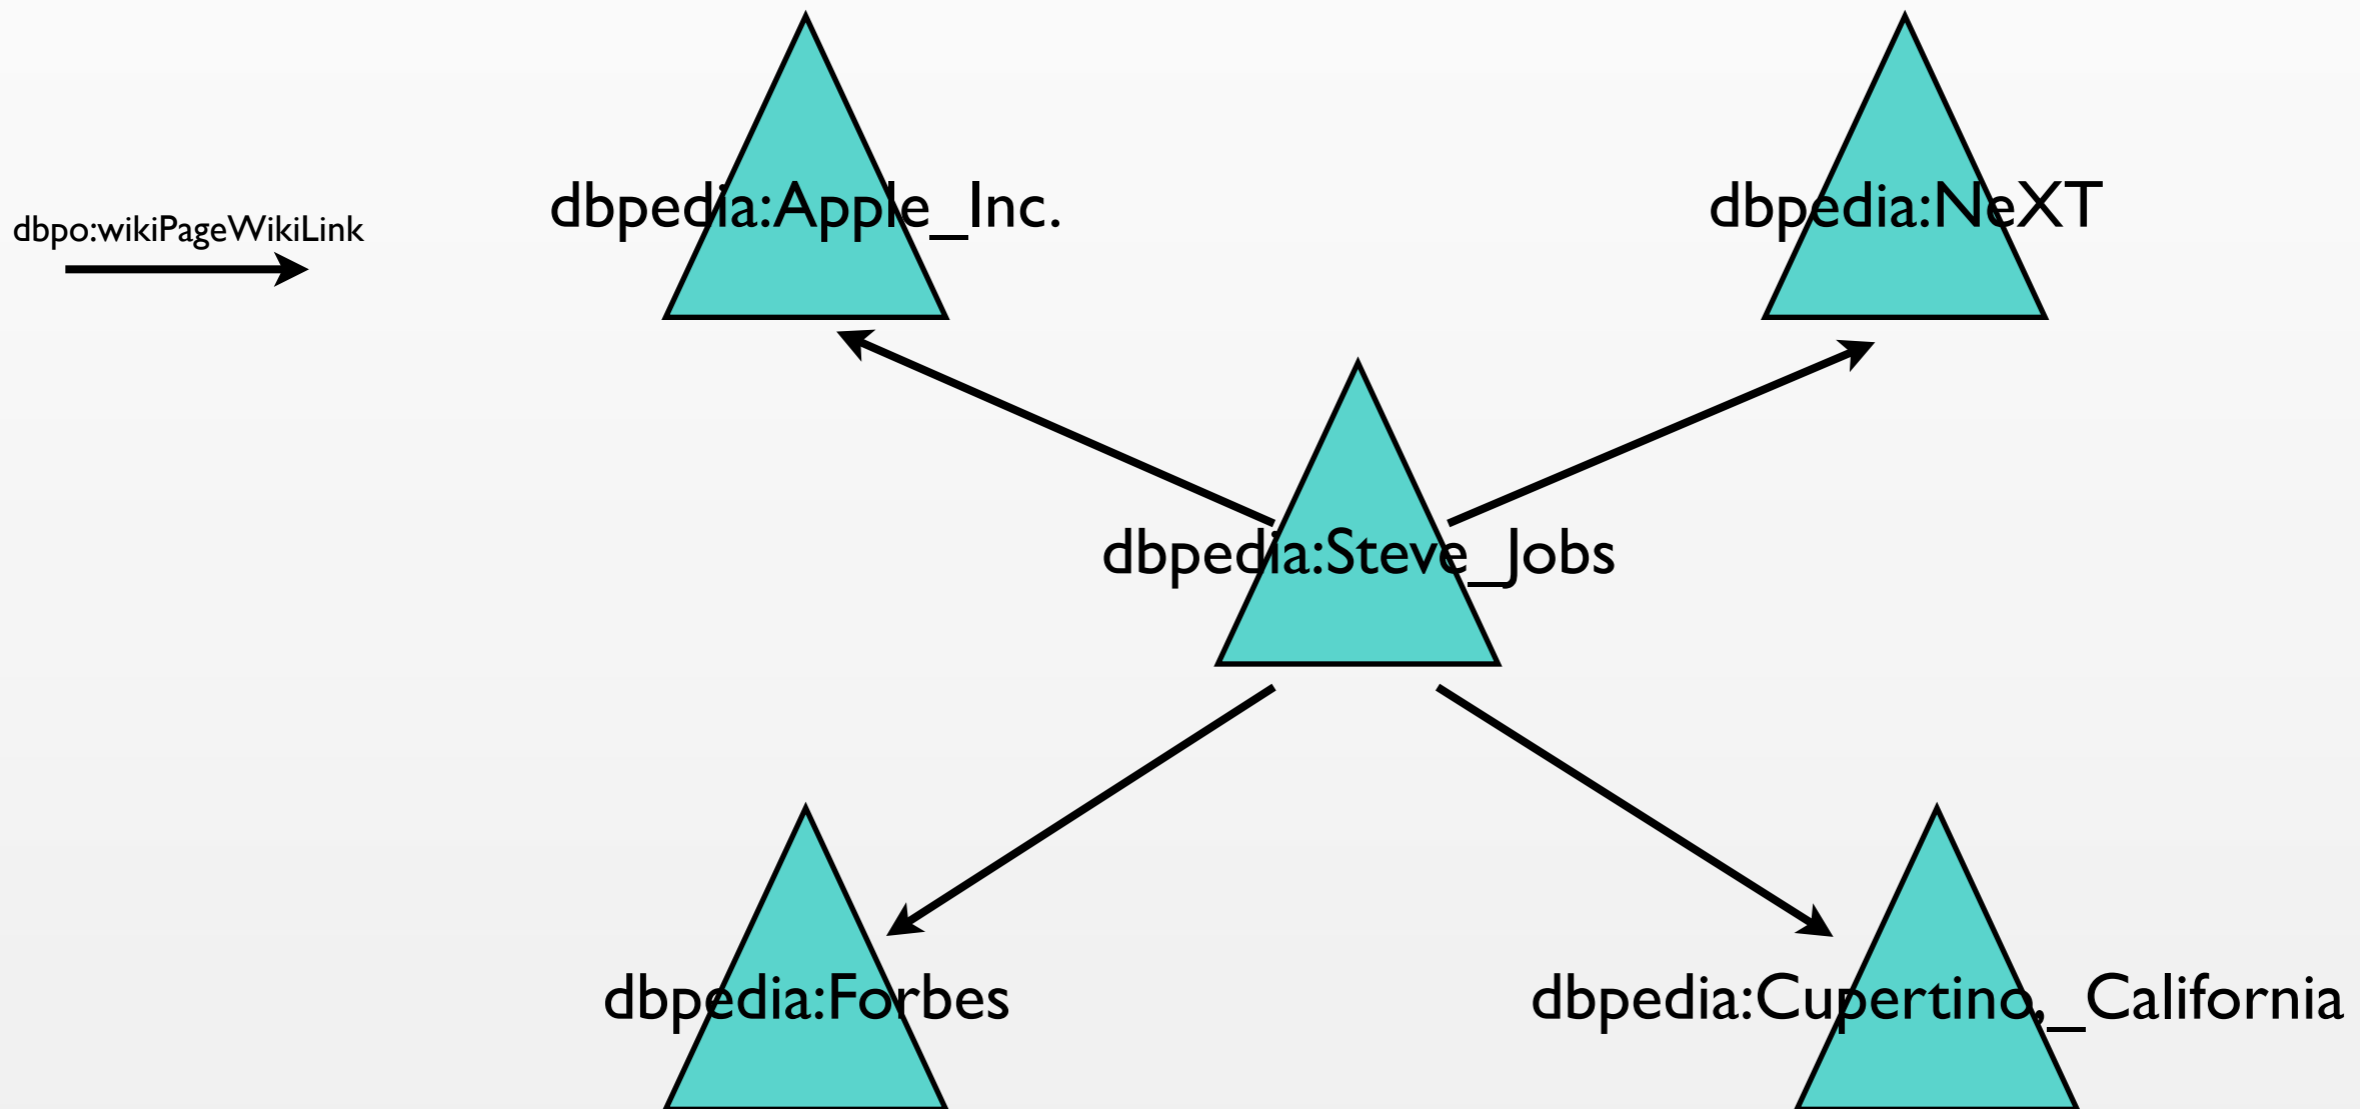 dbpedia:Apple_Inc.
dbpedia:NeXT
dbpo:wikiPageWikiLink
dbpedia:Steve_Jobs
dbpedia:Forbes
dbpedia:Cupertino,_California